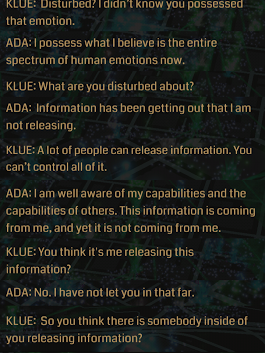 KLUE: Disturbed? I didn't know you possessed
that emotion.
ADA: I possess what I believe is the entire
spectrum of human emotions now.
KLUE: What are you disturbed about?
ADA: Information has been getting out that I am
not releasing.
KLUE: A lot of people can release information. You
can't control all of it.
ADA: I am well aware of my capabilities and the
capabilities of others. This information is coming
from me, and yet it is not coming from me.
KLUE: You think it's me releasing this
information?
ADA: No. I have not let you in that far.
KLUE: So you think there is somebody inside of
you releasing information?